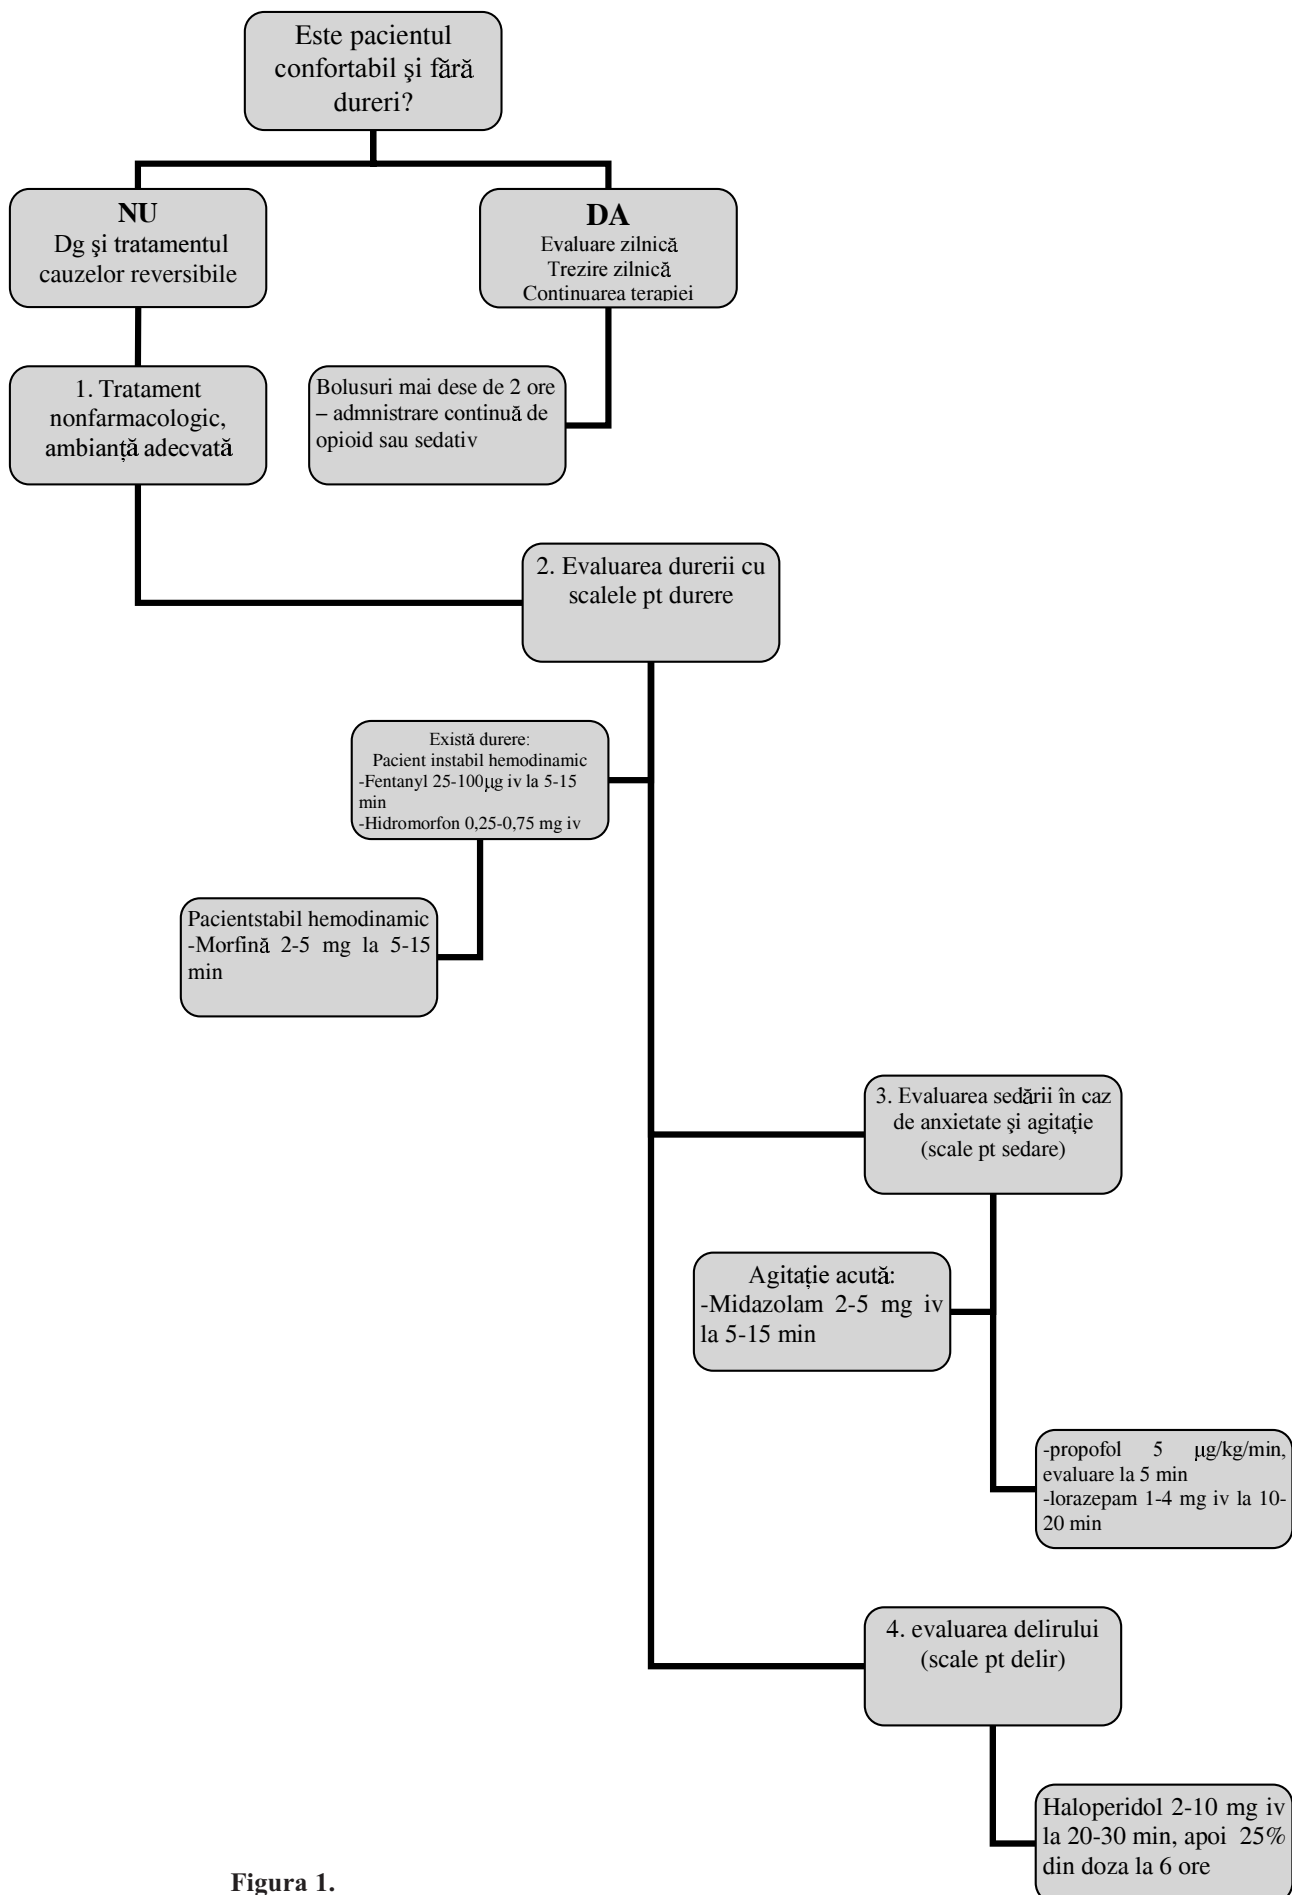 Este pacientul
confortabil şi fără
dureri?
NU
Dg şi tratamentul
cauzelor reversibile
DA
Evaluare zilnică
Trezire zilnică
Continuarea terapiei
1. Tratament
nonfarmacologic,
ambianță adecvată
Bolusuri mai dese de 2 ore
– admnistrare continuă de
opioid sau sedativ
2. Evaluarea durerii cu
scalele pt durere
Există durere:
Pacient instabil hemodinamic
-Fentanyl 25-100µg iv la 5-15
min
-Hidromorfon 0,25-0,75 mg iv
Pacientstabil hemodinamic
-Morfină 2-5 mg la 5-15
min
3. Evaluarea sedării în caz
de anxietate şi agitație
(scale pt sedare)
Agitație acută:
-Midazolam 2-5 mg iv
la 5-15 min
-propofol 5 µg/kg/min,
evaluare la 5 min
-lorazepam 1-4 mg iv la 10-
20 min
4. evaluarea delirului
(scale pt delir)
Haloperidol 2-10 mg iv
la 20-30 min, apoi 25%
din doza la 6 ore
Figura 1.